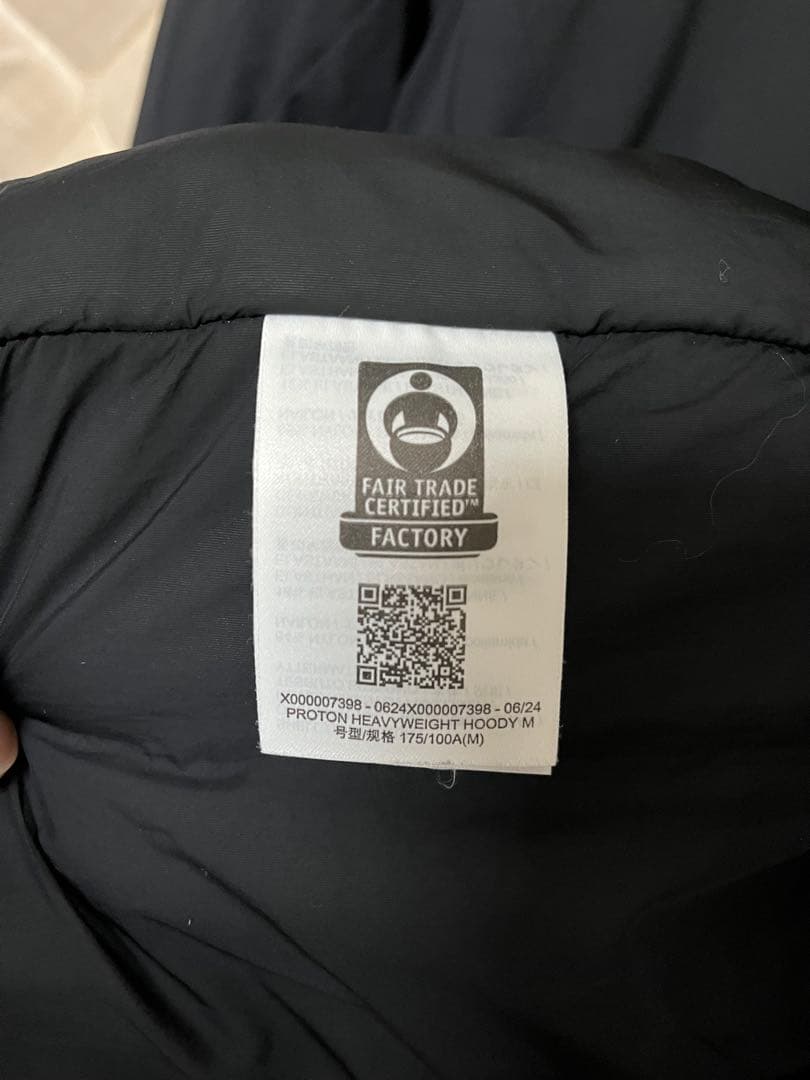 FAIR TRADE
CERTIFIED™
FACTORY
X000007398 - 0624X000007398 - 06/24
PROTON HEAVYWEIGHT HOODY M
号型/规格 175/100A(M)